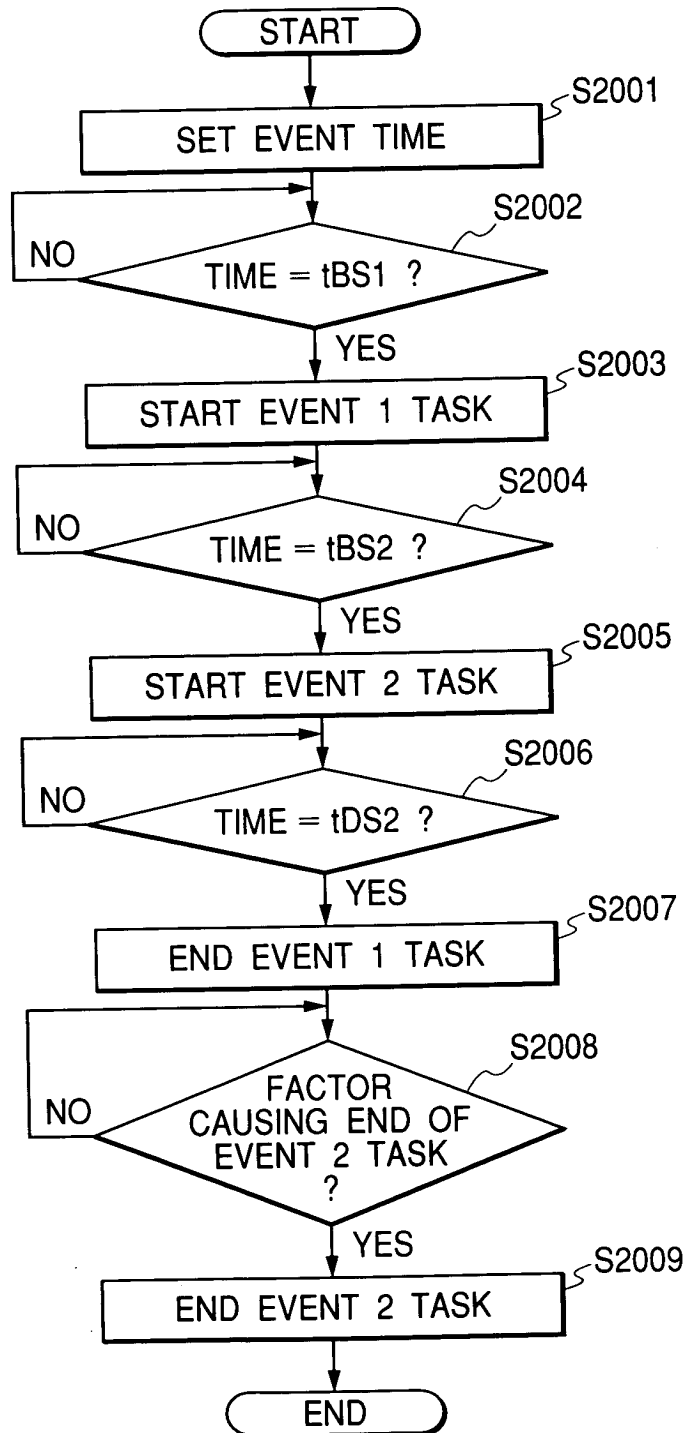 START
S2001
SET EVENT TIME
S2002
NO
TIME = tBS1 ?
YES
S2003
START EVENT 1 TASK
S2004
NO
TIME = tBS2 ?
YES
S2005
START EVENT 2 TASK
S2006
NO
TIME = tDS2 ?
YES
S2007
END EVENT 1 TASK
S2008
FACTOR
CAUSING END OF
EVENT 2 TASK
?
NO
YES
S2009
END EVENT 2 TASK
END